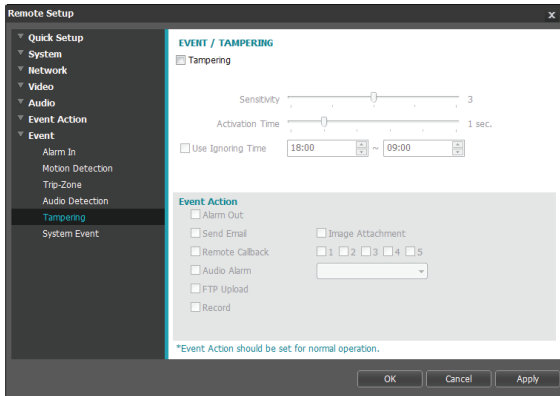 Remote Setup x
Quick Setup
System
Network
Video
Audio
Event Action
Event
Alarm In
Motion Detection
Trip-Zone
Audio Detection
Tampering
System Event
EVENT / TAMPERING
Tampering
Sensitivity 3
Activation Time 1 sec.
Use Ignoring Time 18:00 ~ 09:00
Event Action
Alarm Out
Send Email Image Attachment
Remote Callback 1 2 3 4 5
Audio Alarm
FTP Upload
Record
*Event Action should be set for normal operation.
OK Cancel Apply